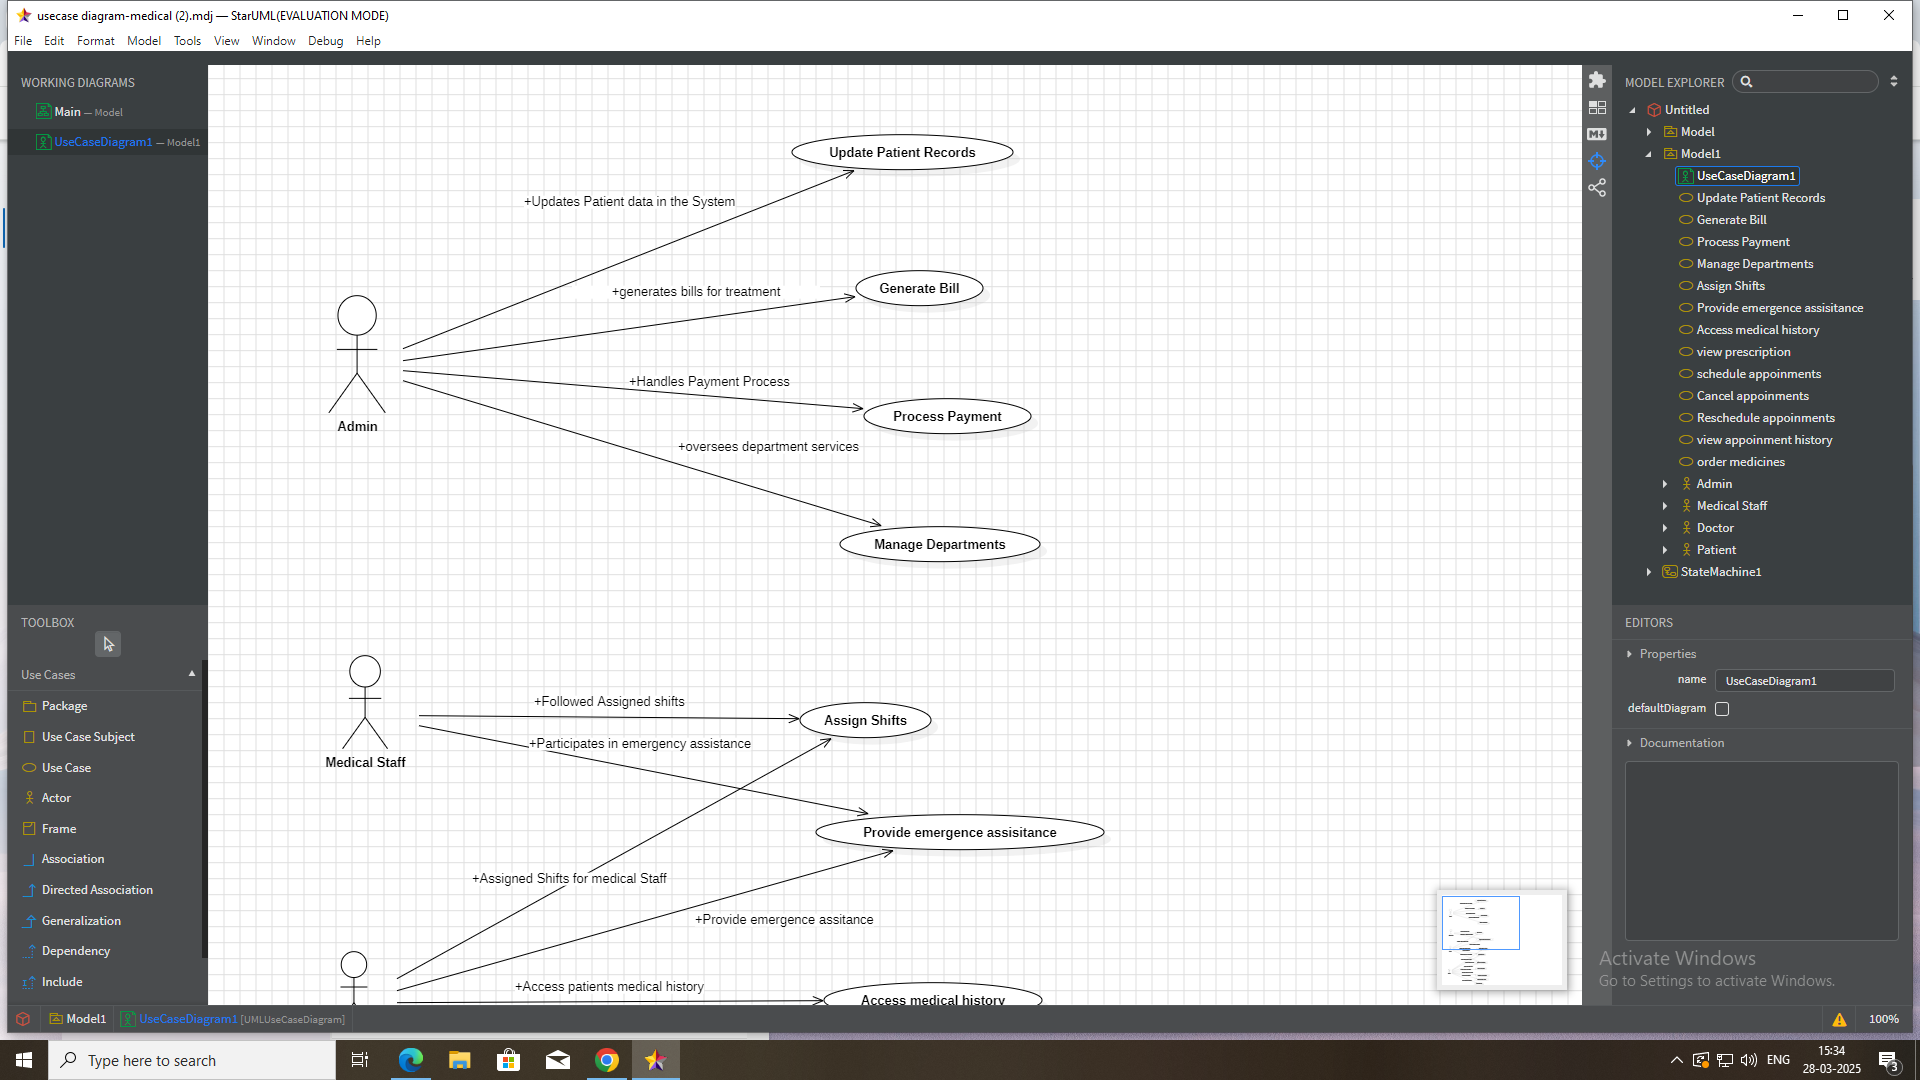 usecase diagram-medical (2).mdj — StarUML(EVALUATION MODE)
File Edit Format Model Tools View Window Debug Help
WORKING DIAGRAMS
Main — Model
UseCaseDiagram1 — Model1
TOOLBOX
Use Cases
Package
Use Case Subject
Use Case
Actor
Frame
Association
Directed Association
Generalization
Dependency
Include
Update Patient Records
+Updates Patient data in the System
Generate Bill
+generates bills for treatment
+Handles Payment Process
Process Payment
Admin
+oversees department services
Manage Departments
+Followed Assigned shifts
Assign Shifts
+Participates in emergency assistance
Medical Staff
Provide emergence assisitance
+Assigned Shifts for medical Staff
+Provide emergence assitance
+Access patients medical history
Access medical history
MODEL EXPLORER
Untitled
Model
Model1
UseCaseDiagram1
Update Patient Records
Generate Bill
Process Payment
Manage Departments
Assign Shifts
Provide emergence assisitance
Access medical history
view prescription
schedule appoinments
Cancel appoinments
Reschedule appoinments
view appoinment history
order medicines
Admin
Medical Staff
Doctor
Patient
StateMachine1
EDITORS
Properties
name UseCaseDiagram1
defaultDiagram
Documentation
Activate Windows
Go to Settings to activate Windows.
Model1 UseCaseDiagram1 [UMLUseCaseDiagram]
100%
Type here to search
ENG
15:34
28-03-2025
3
M